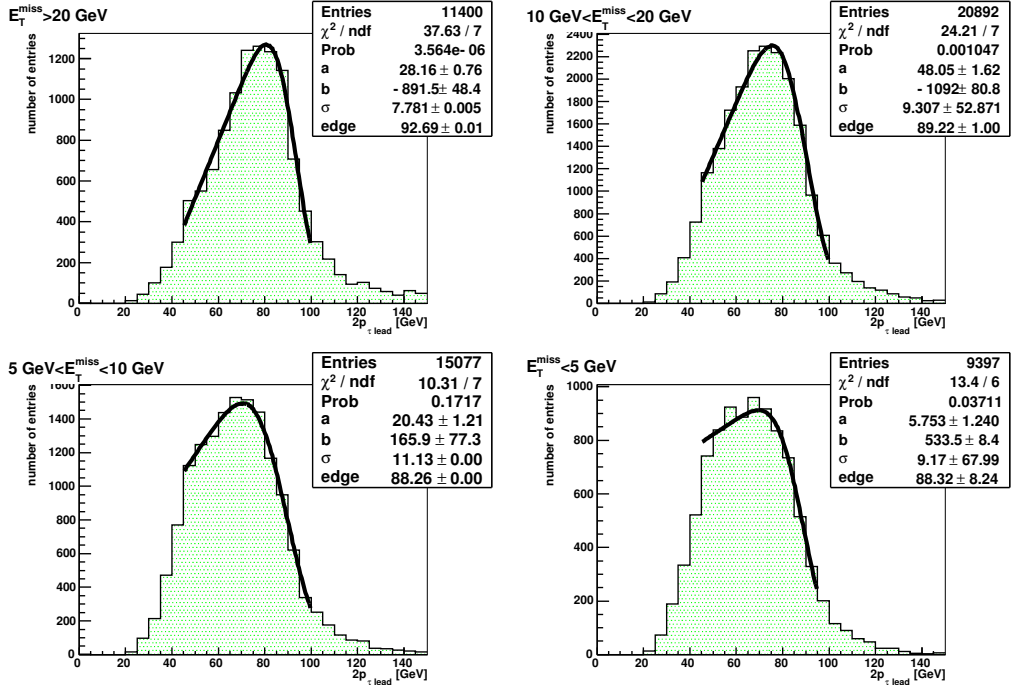 E_T^miss>20 GeV
Entries 11400
χ² / ndf 37.63 / 7
Prob 3.564e- 06
a 28.16 ± 0.76
b - 891.5± 48.4
σ 7.781 ± 0.005
edge 92.69 ± 0.01
number of entries
1200
1000
800
600
400
200
0
0 20 40 60 80 100 120 140
2p_τ lead [GeV]
10 GeV<E_T^miss<20 GeV
Entries 20892
χ² / ndf 24.21 / 7
Prob 0.001047
a 48.05 ± 1.62
b - 1092± 80.8
σ 9.307 ± 52.871
edge 89.22 ± 1.00
number of entries
2400
2200
2000
1800
1600
1400
1200
1000
800
600
400
200
0
0 20 40 60 80 100 120 140
2p_τ lead [GeV]
5 GeV<E_T^miss<10 GeV
Entries 15077
χ² / ndf 10.31 / 7
Prob 0.1717
a 20.43 ± 1.21
b 165.9 ± 77.3
σ 11.13 ± 0.00
edge 88.26 ± 0.00
number of entries
1600
1400
1200
1000
800
600
400
200
0
0 20 40 60 80 100 120 140
2p_τ lead [GeV]
E_T^miss<5 GeV
Entries 9397
χ² / ndf 13.4 / 6
Prob 0.03711
a 5.753 ± 1.240
b 533.5 ± 8.4
σ 9.17 ± 67.99
edge 88.32 ± 8.24
number of entries
1000
800
600
400
200
0
0 20 40 60 80 100 120 140
2p_τ lead [GeV]